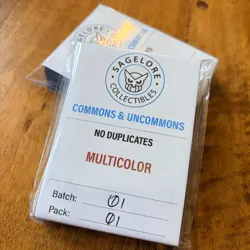 SAGELORE
COLLECTIBLES
COMMONS & UNCOMMONS
NO DUPLICATES
MULTICOLOR
Batch: 01
Pack: 01